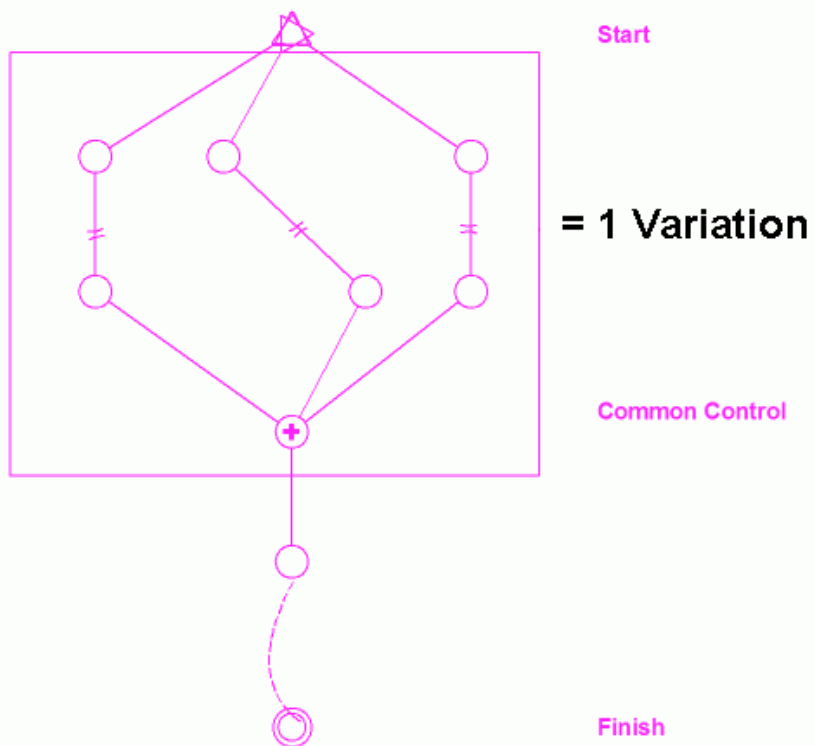 Start
= 1 Variation
Common Control
Finish